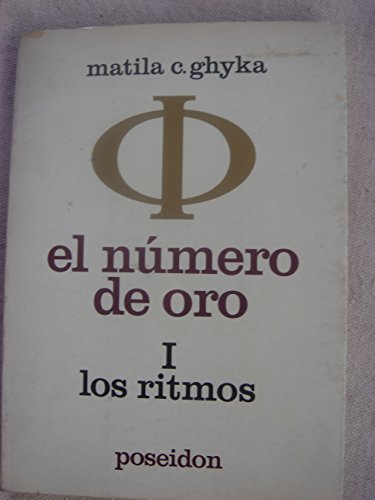 matila c. ghyka
Φ
el número
de oro
I
los ritmos
poseidon